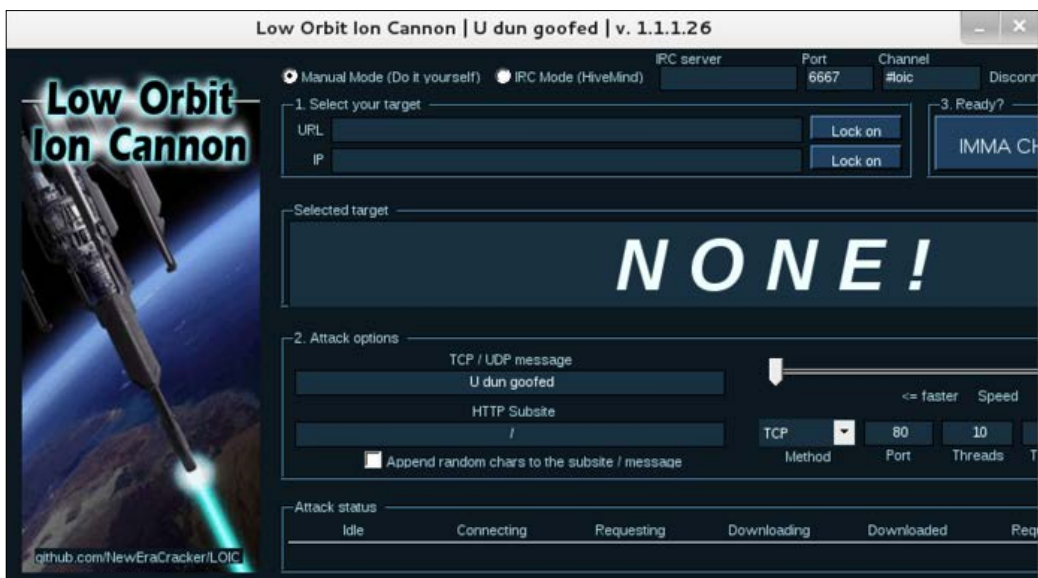 Low Orbit Ion Cannon | U dun goofed | v. 1.1.1.26
Low Orbit
Ion Cannon
IRC server
Port
Channel
Manual Mode (Do it yourself)
IRC Mode (HiveMind)
6667
#loic
Disconn
1. Select your target
3. Ready?
URL
Lock on
IMMA CH
IP
Lock on
Selected target
NONE!
2. Attack options
TCP / UDP message
U dun goofed
<= faster
Speed
HTTP Subsite
/
TCP
80
10
Append random chars to the subsite / message
Method
Port
Threads
T
Attack status
Idle
Connecting
Requesting
Downloading
Downloaded
Req
github.com/NewEraCracker/LOIC